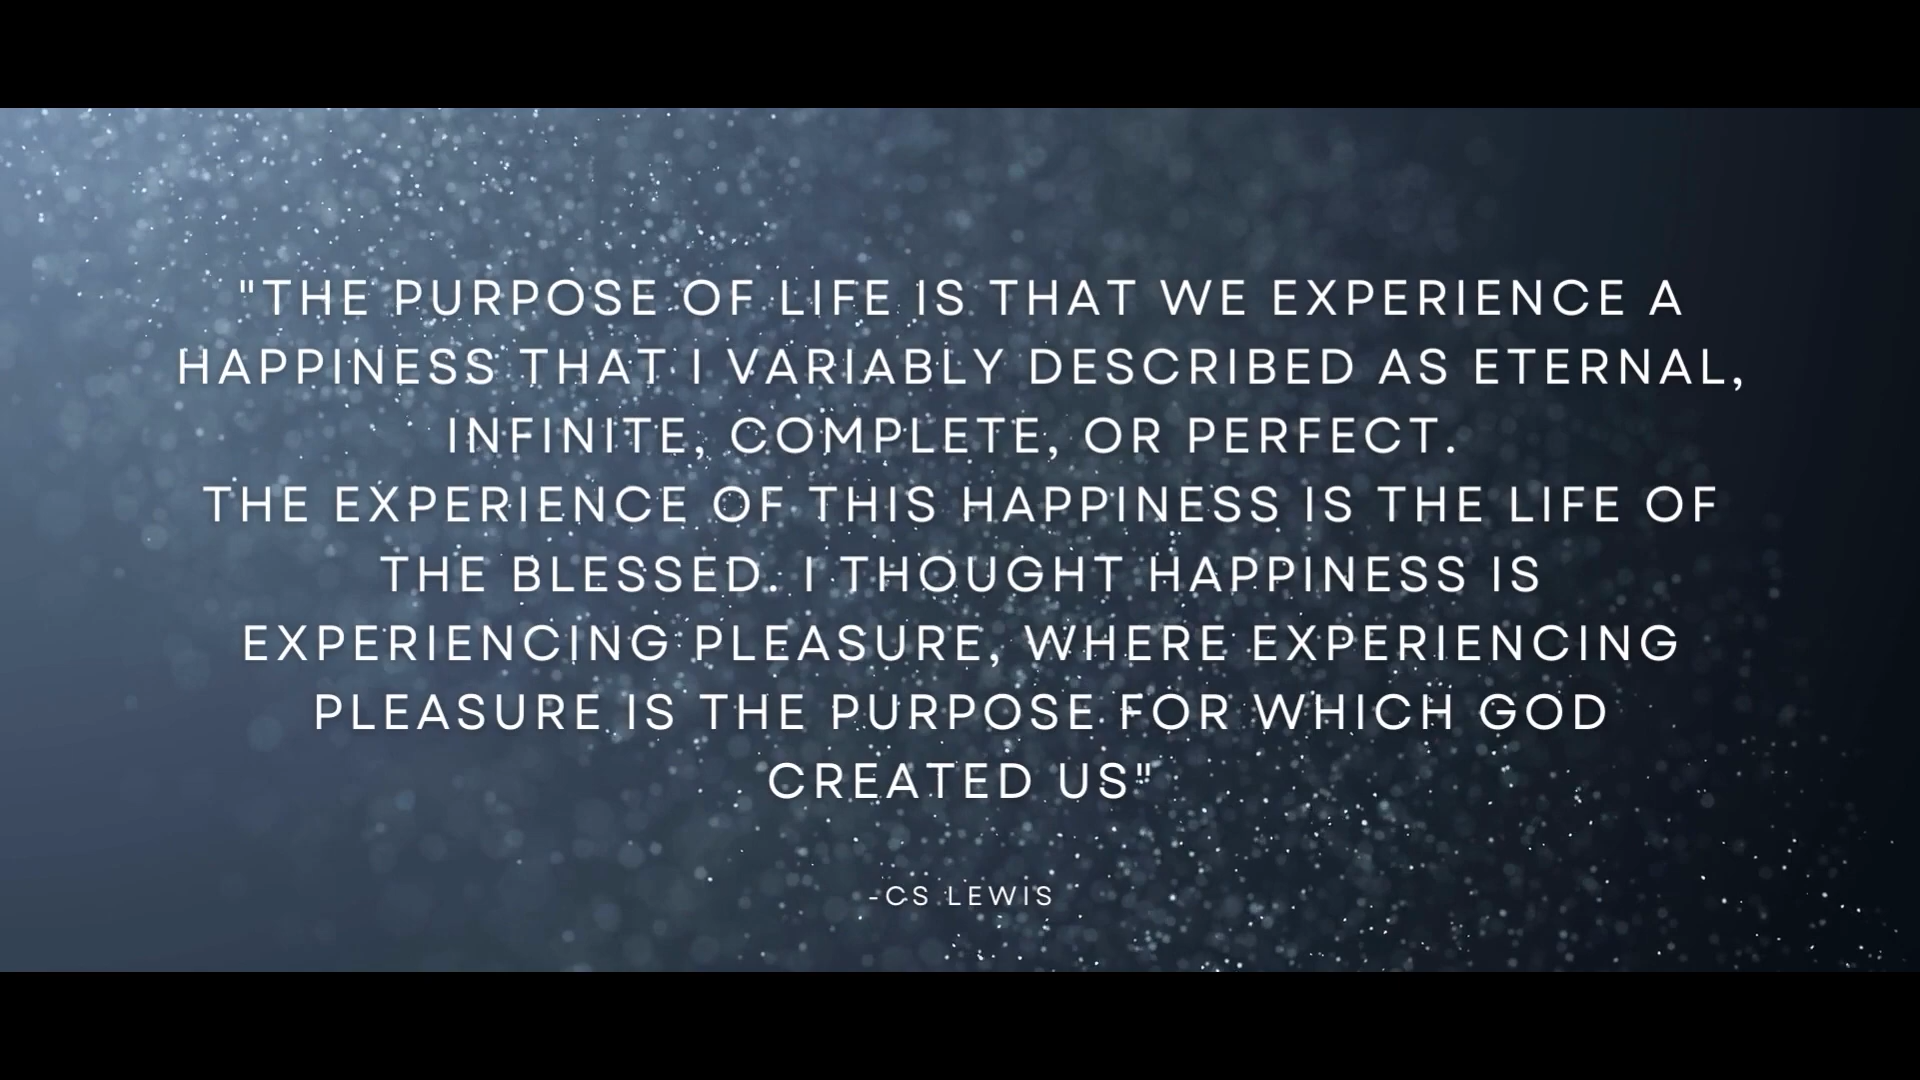 "THE PURPOSE OF LIFE IS THAT WE EXPERIENCE A
HAPPINESS THAT I VARIABLY DESCRIBED AS ETERNAL,
INFINITE, COMPLETE, OR PERFECT.
THE EXPERIENCE OF THIS HAPPINESS IS THE LIFE OF
THE BLESSED. I THOUGHT HAPPINESS IS
EXPERIENCING PLEASURE, WHERE EXPERIENCING
PLEASURE IS THE PURPOSE FOR WHICH GOD
CREATED US"
-CS LEWIS